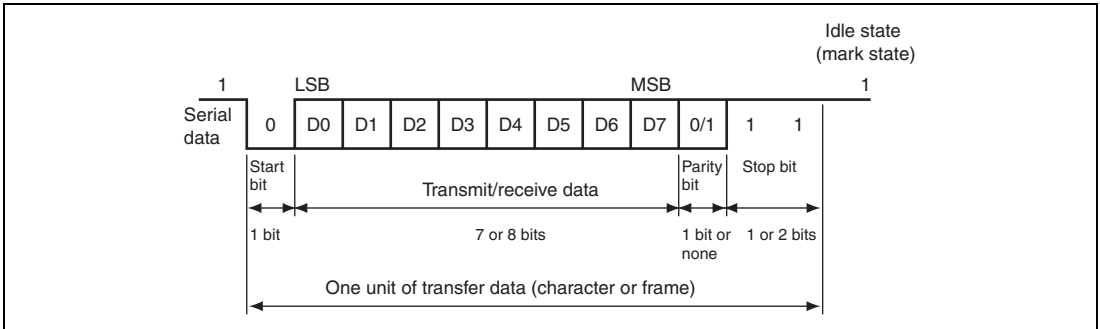 Idle state
(mark state)
1 LSB MSB 1
Serial
data
0 D0 D1 D2 D3 D4 D5 D6 D7 0/1 1 1
Start
bit
Parity
bit
Stop bit
Transmit/receive data
1 bit 7 or 8 bits 1 bit or
none
1 or 2 bits
One unit of transfer data (character or frame)